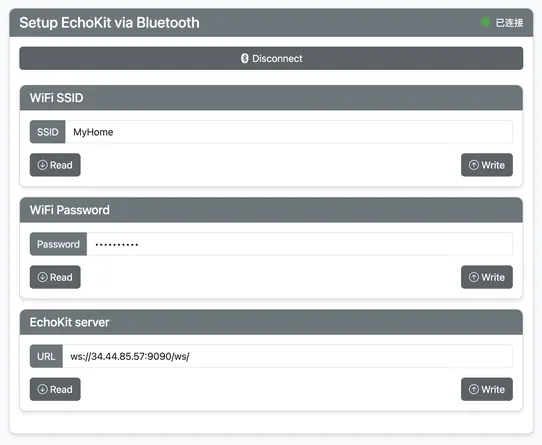 Setup EchoKit via Bluetooth
已连接
Disconnect
WiFi SSID
SSID MyHome
Read Write
WiFi Password
Password ••••••••••
Read Write
EchoKit server
URL ws://34.44.85.57:9090/ws/
Read Write